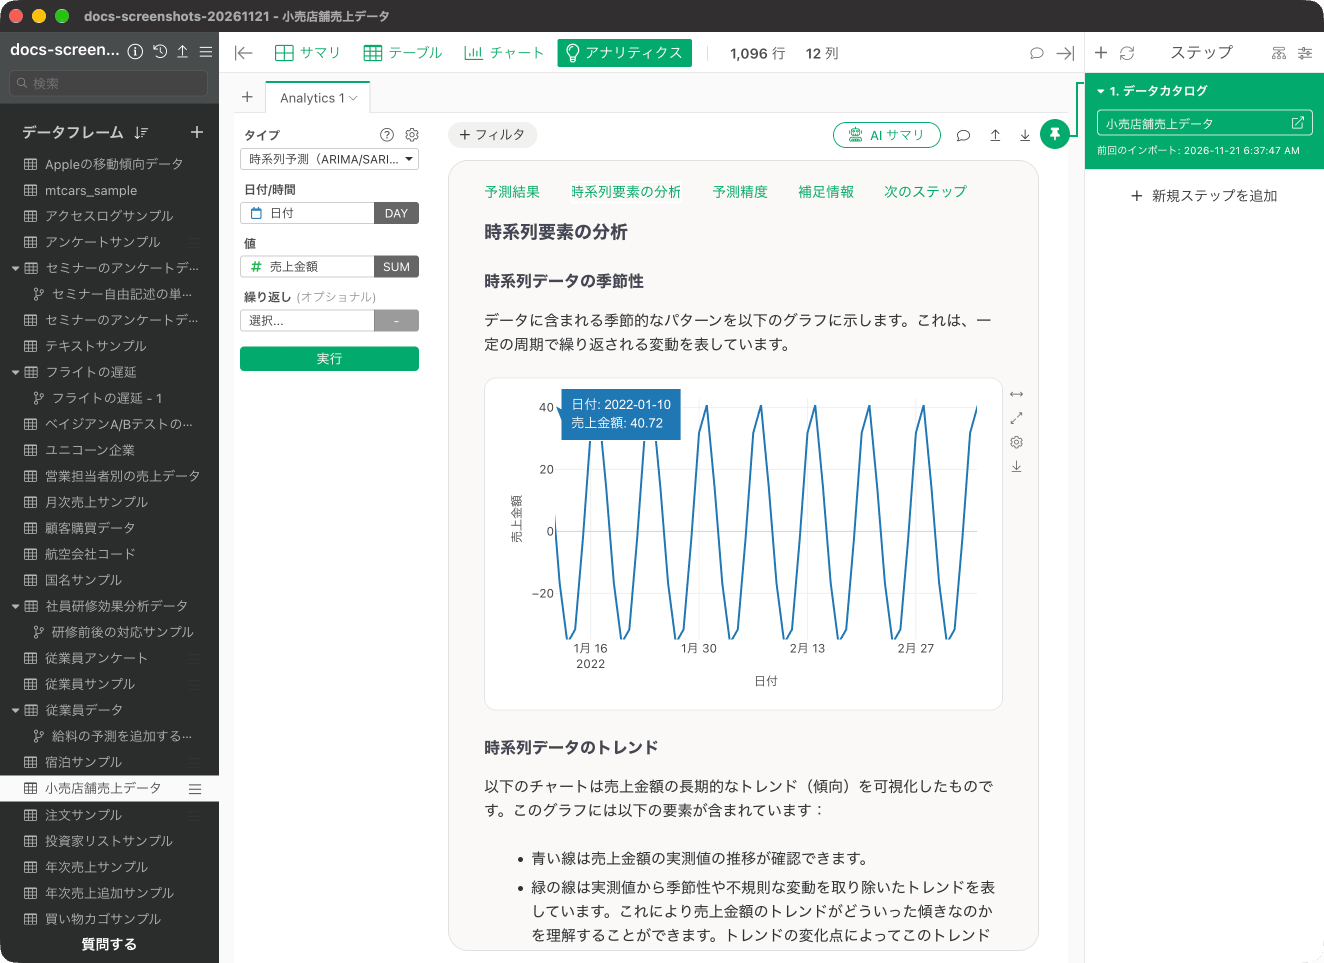 docs-screenshots-20261121 - 小売店舗売上データ
docs-screen...
検索
データフレーム
Appleの移動傾向データ
mtcars_sample
アクセスログサンプル
アンケートサンプル
セミナーのアンケートデ…
セミナー自由記述の単…
セミナーのアンケートデ…
テキストサンプル
フライトの遅延
フライトの遅延 - 1
ベイジアンA/Bテストの…
ユニコーン企業
営業担当者別の売上データ
月次売上サンプル
顧客購買データ
航空会社コード
国名サンプル
社員研修効果分析データ
研修前後の対応サンプル
従業員アンケート
従業員サンプル
従業員データ
給料の予測を追加する…
宿泊サンプル
小売店舗売上データ
注文サンプル
投資家リストサンプル
年次売上サンプル
年次売上追加サンプル
買い物カゴサンプル
質問する
サマリ
テーブル
チャート
アナリティクス
1,096 行
12 列
Analytics 1
タイプ
時系列予測（ARIMA/SARI...
日付/時間
日付
DAY
値
売上金額
SUM
繰り返し (オプショナル)
選択...
-
実行
フィルタ
AI サマリ
予測結果
時系列要素の分析
予測精度
補足情報
次のステップ
時系列要素の分析
時系列データの季節性
データに含まれる季節的なパターンを以下のグラフに示します。これは、一
定の周期で繰り返される変動を表しています。
日付: 2022-01-10
売上金額: 40.72
40
20
0
−20
売上金額
1月 16
2022
1月 30
2月 13
2月 27
日付
時系列データのトレンド
以下のチャートは売上金額の長期的なトレンド（傾向）を可視化したもので
す。このグラフには以下の要素が含まれています：
青い線は売上金額の実測値の推移が確認できます。
緑の線は実測値から季節性や不規則な変動を取り除いたトレンドを表
しています。これにより売上金額のトレンドがどういった傾きなのか
を理解することができます。トレンドの変化点によってこのトレンド
ステップ
1. データカタログ
小売店舗売上データ
前回のインポート: 2026-11-21 6:37:47 AM
新規ステップを追加